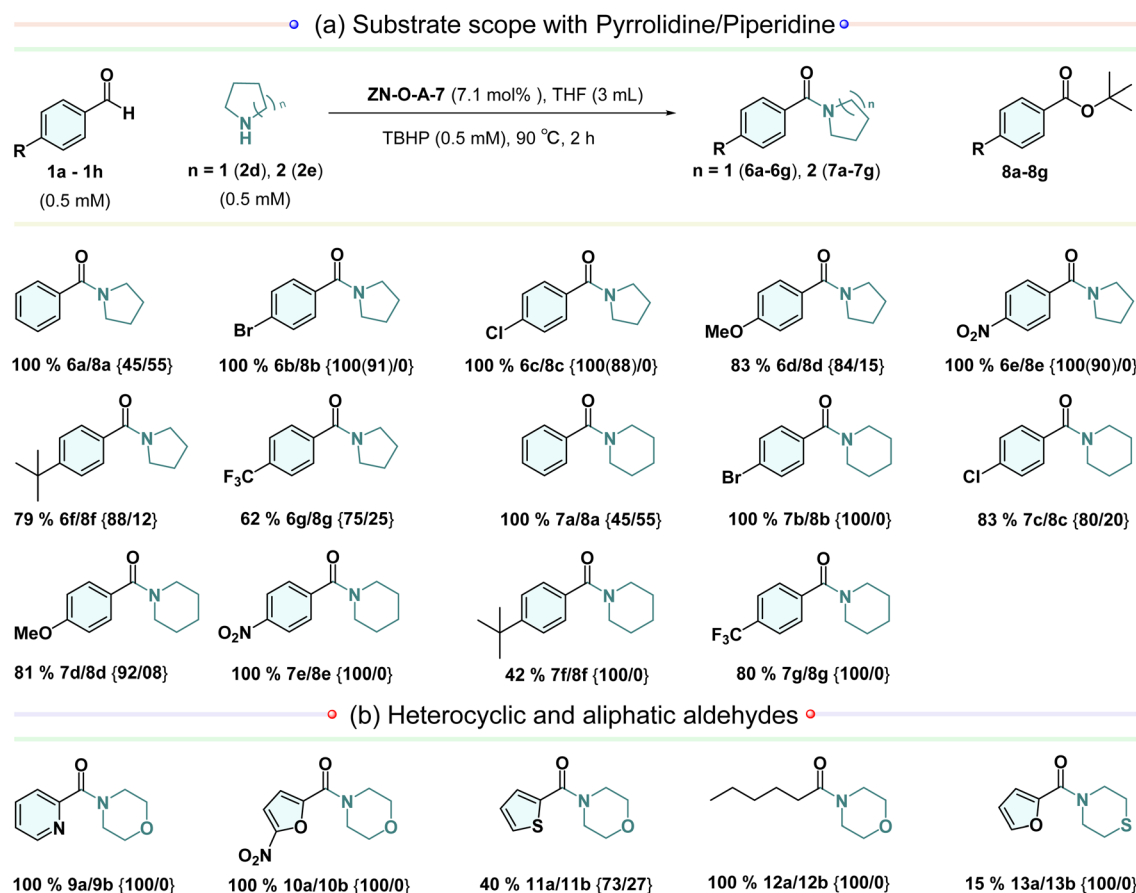 (a) Substrate scope with Pyrrolidine/Piperidine
O
H
R
1a - 1h
(0.5 mM)
n
N
H
n = 1 (2d), 2 (2e)
(0.5 mM)
ZN-O-A-7 (7.1 mol% ), THF (3 mL)
TBHP (0.5 mM), 90 °C, 2 h
O
N
n
R
n = 1 (6a-6g), 2 (7a-7g)
O
O
R
8a-8g
O
N
100 % 6a/8a {45/55}
O
N
Br
100 % 6b/8b {100(91)/0}
O
N
Cl
100 % 6c/8c {100(88)/0}
O
N
MeO
83 % 6d/8d {84/15}
O
N
O2N
100 % 6e/8e {100(90)/0}
O
N
79 % 6f/8f {88/12}
O
N
F3C
62 % 6g/8g {75/25}
O
N
100 % 7a/8a {45/55}
O
N
Br
100 % 7b/8b {100/0}
O
N
Cl
83 % 7c/8c {80/20}
O
N
MeO
81 % 7d/8d {92/08}
O
N
O2N
100 % 7e/8e {100/0}
O
N
42 % 7f/8f {100/0}
O
N
F3C
80 % 7g/8g {100/0}
(b) Heterocyclic and aliphatic aldehydes
O
N
N
O
100 % 9a/9b {100/0}
O
N
O
O
O2N
100 % 10a/10b {100/0}
O
N
S
O
40 % 11a/11b {73/27}
O
N
O
100 % 12a/12b {100/0}
O
N
O
S
15 % 13a/13b {100/0}